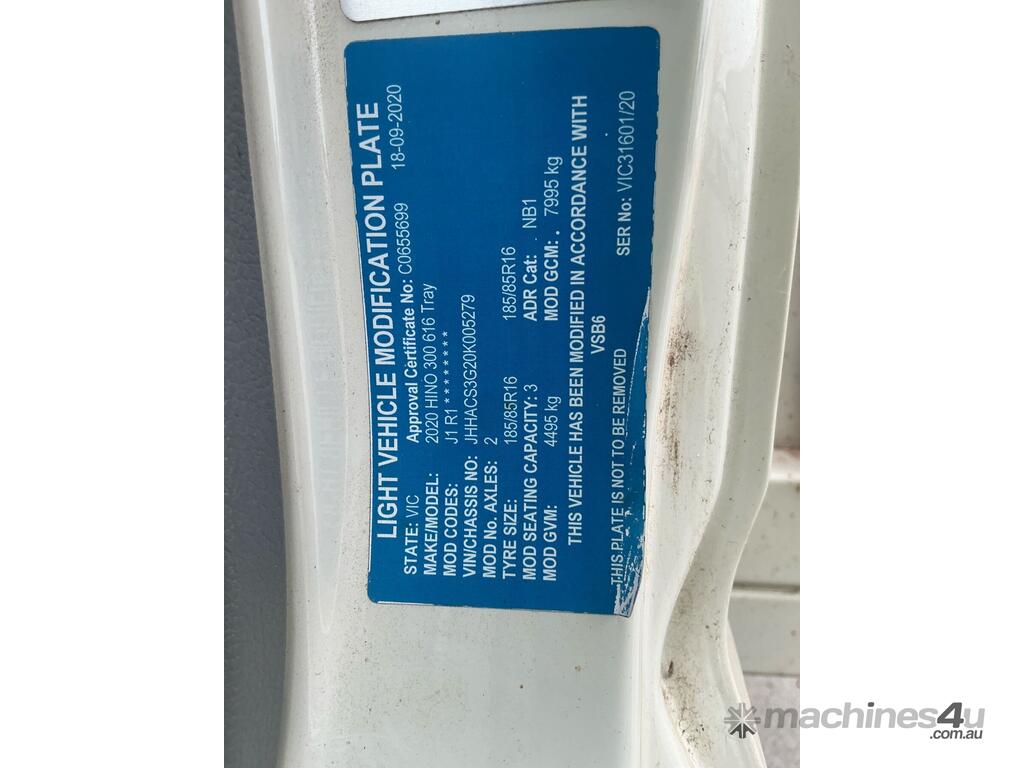 LIGHT VEHICLE MODIFICATION PLATE
STATE: VIC Approval Certificate No: C0655699 18-09-2020
MAKE/MODEL: 2020 HINO 300 616 Tray
MOD CODES: J1 R1 * * * * * * * *
VIN/CHASSIS NO: JHHACS3G20K005279
MOD No. AXLES: 2
TYRE SIZE: 185/85R16 185/85R16
MOD SEATING CAPACITY: 3 ADR Cat: . NB1
MOD GVM: 4495 kg MOD GCM: . 7995 kg
THIS VEHICLE HAS BEEN MODIFIED IN ACCORDANCE WITH
VSB6
THIS PLATE IS NOT TO BE REMOVED SER No: VIC31601/20
machines4u
.com.au